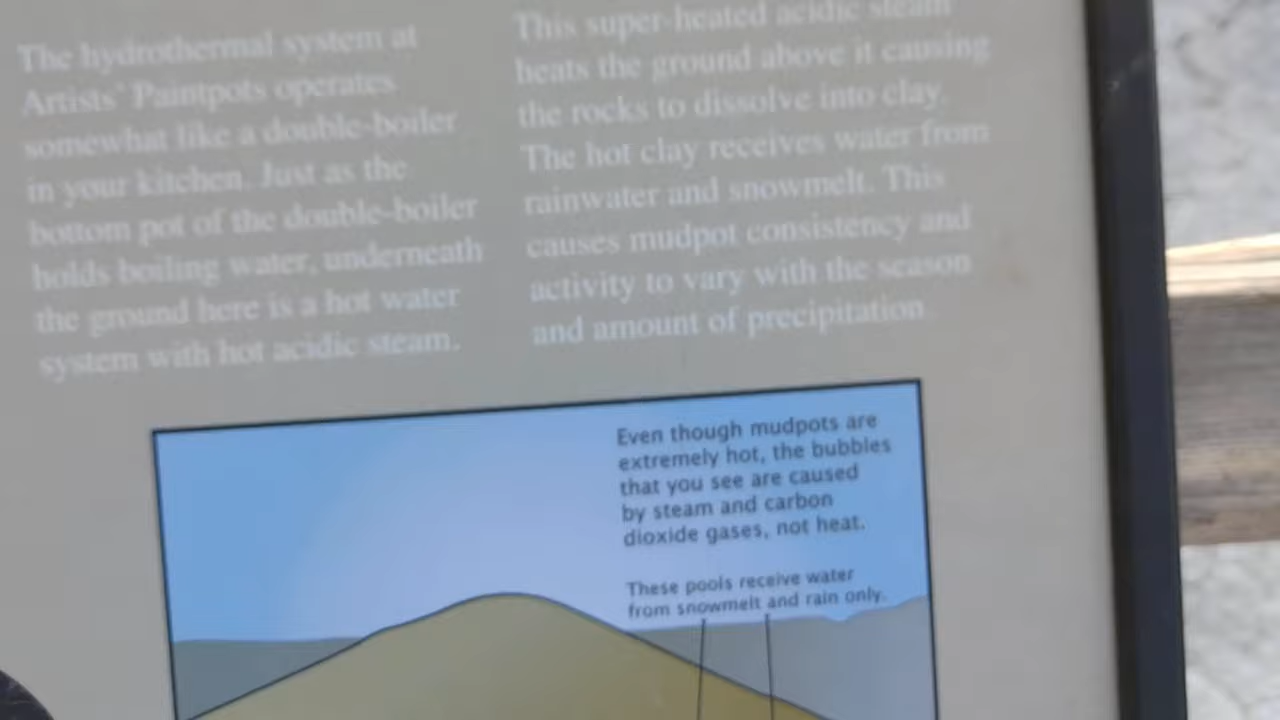 The hydrothermal system at
Artists' Paintpots operates
somewhat like a double-boiler
in your kitchen. Just as the
bottom pot of the double-boiler
holds boiling water, underneath
the ground here is a hot water
system with hot acidic steam.
This super-heated acidic steam
heats the ground above it causing
the rocks to dissolve into clay.
The hot clay receives water from
rainwater and snowmelt. This
causes mudpot consistency and
activity to vary with the season
and amount of precipitation.
Even though mudpots are
extremely hot, the bubbles
that you see are caused
by steam and carbon
dioxide gases, not heat.
These pools receive water
from snowmelt and rain only.